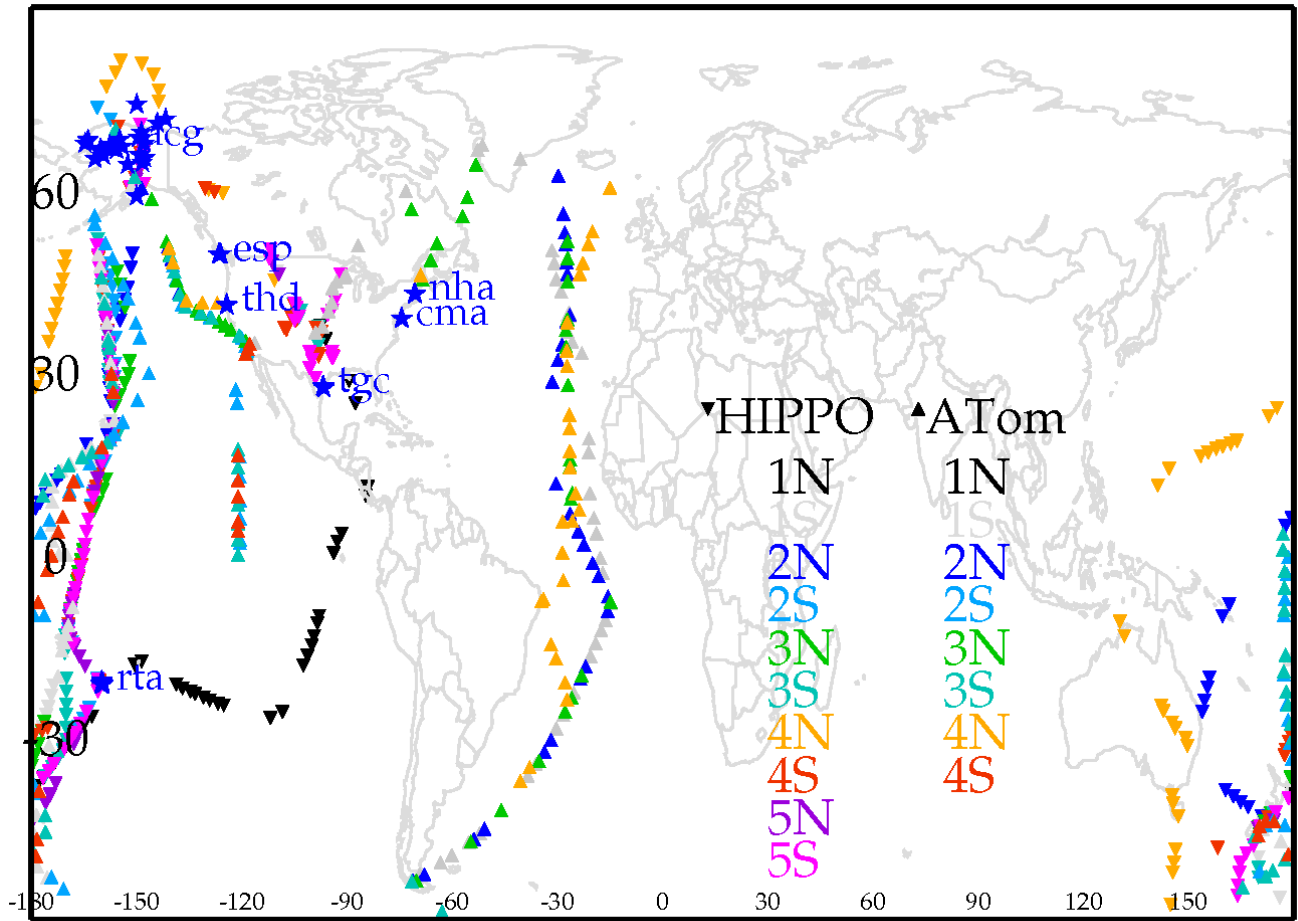 acg
60
esp
nha
thd
cma
30
tgc
HIPPO ATom
1N 1N
1S 1S
0 2N 2N
2S 2S
3N 3N
rta 3S 3S
-30 4N 4N
4S 4S
5N
5S
-180 -150 -120 -90 -60 -30 0 30 60 90 120 150